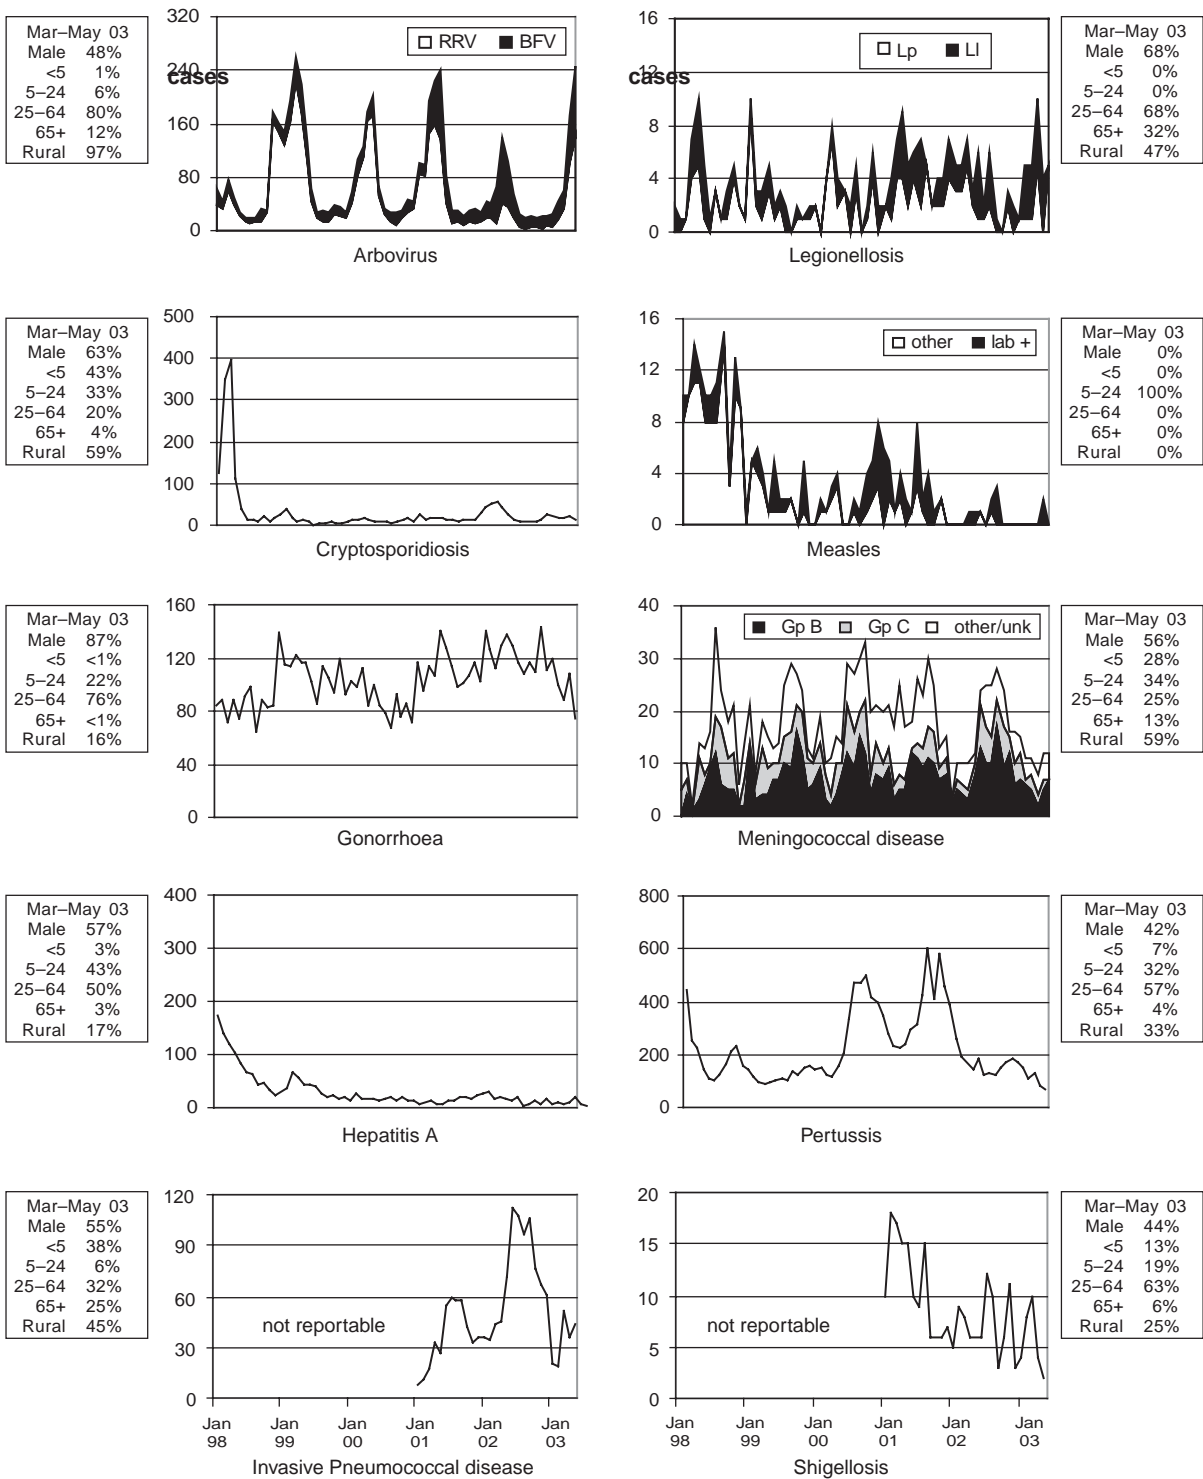 Mar–May 03
Male 48%
<5 1%
5–24 6%
25–64 80%
65+ 12%
Rural 97%
320
240
160
80
0
cases
RRV BFV
Arbovirus
16
12
8
4
0
cases
Lp Ll
Legionellosis
Mar–May 03
Male 68%
<5 0%
5–24 0%
25–64 68%
65+ 32%
Rural 47%
Mar–May 03
Male 63%
<5 43%
5–24 33%
25–64 20%
65+ 4%
Rural 59%
500
400
300
200
100
0
Cryptosporidiosis
16
12
8
4
0
other lab +
Measles
Mar–May 03
Male 0%
<5 0%
5–24 100%
25–64 0%
65+ 0%
Rural 0%
Mar–May 03
Male 87%
<5 <1%
5–24 22%
25–64 76%
65+ <1%
Rural 16%
160
120
80
40
0
Gonorrhoea
40
30
20
10
0
Gp B Gp C other/unk
Meningococcal disease
Mar–May 03
Male 56%
<5 28%
5–24 34%
25–64 25%
65+ 13%
Rural 59%
Mar–May 03
Male 57%
<5 3%
5–24 43%
25–64 50%
65+ 3%
Rural 17%
400
300
200
100
0
Hepatitis A
800
600
400
200
0
Pertussis
Mar–May 03
Male 42%
<5 7%
5–24 32%
25–64 57%
65+ 4%
Rural 33%
Mar–May 03
Male 55%
<5 38%
5–24 6%
25–64 32%
65+ 25%
Rural 45%
120
90
60
30
0
not reportable
Jan Jan Jan Jan Jan Jan
98 99 00 01 02 03
Invasive Pneumococcal disease
20
15
10
5
0
not reportable
Jan Jan Jan Jan Jan Jan
98 99 00 01 02 03
Shigellosis
Mar–May 03
Male 44%
<5 13%
5–24 19%
25–64 63%
65+ 6%
Rural 25%